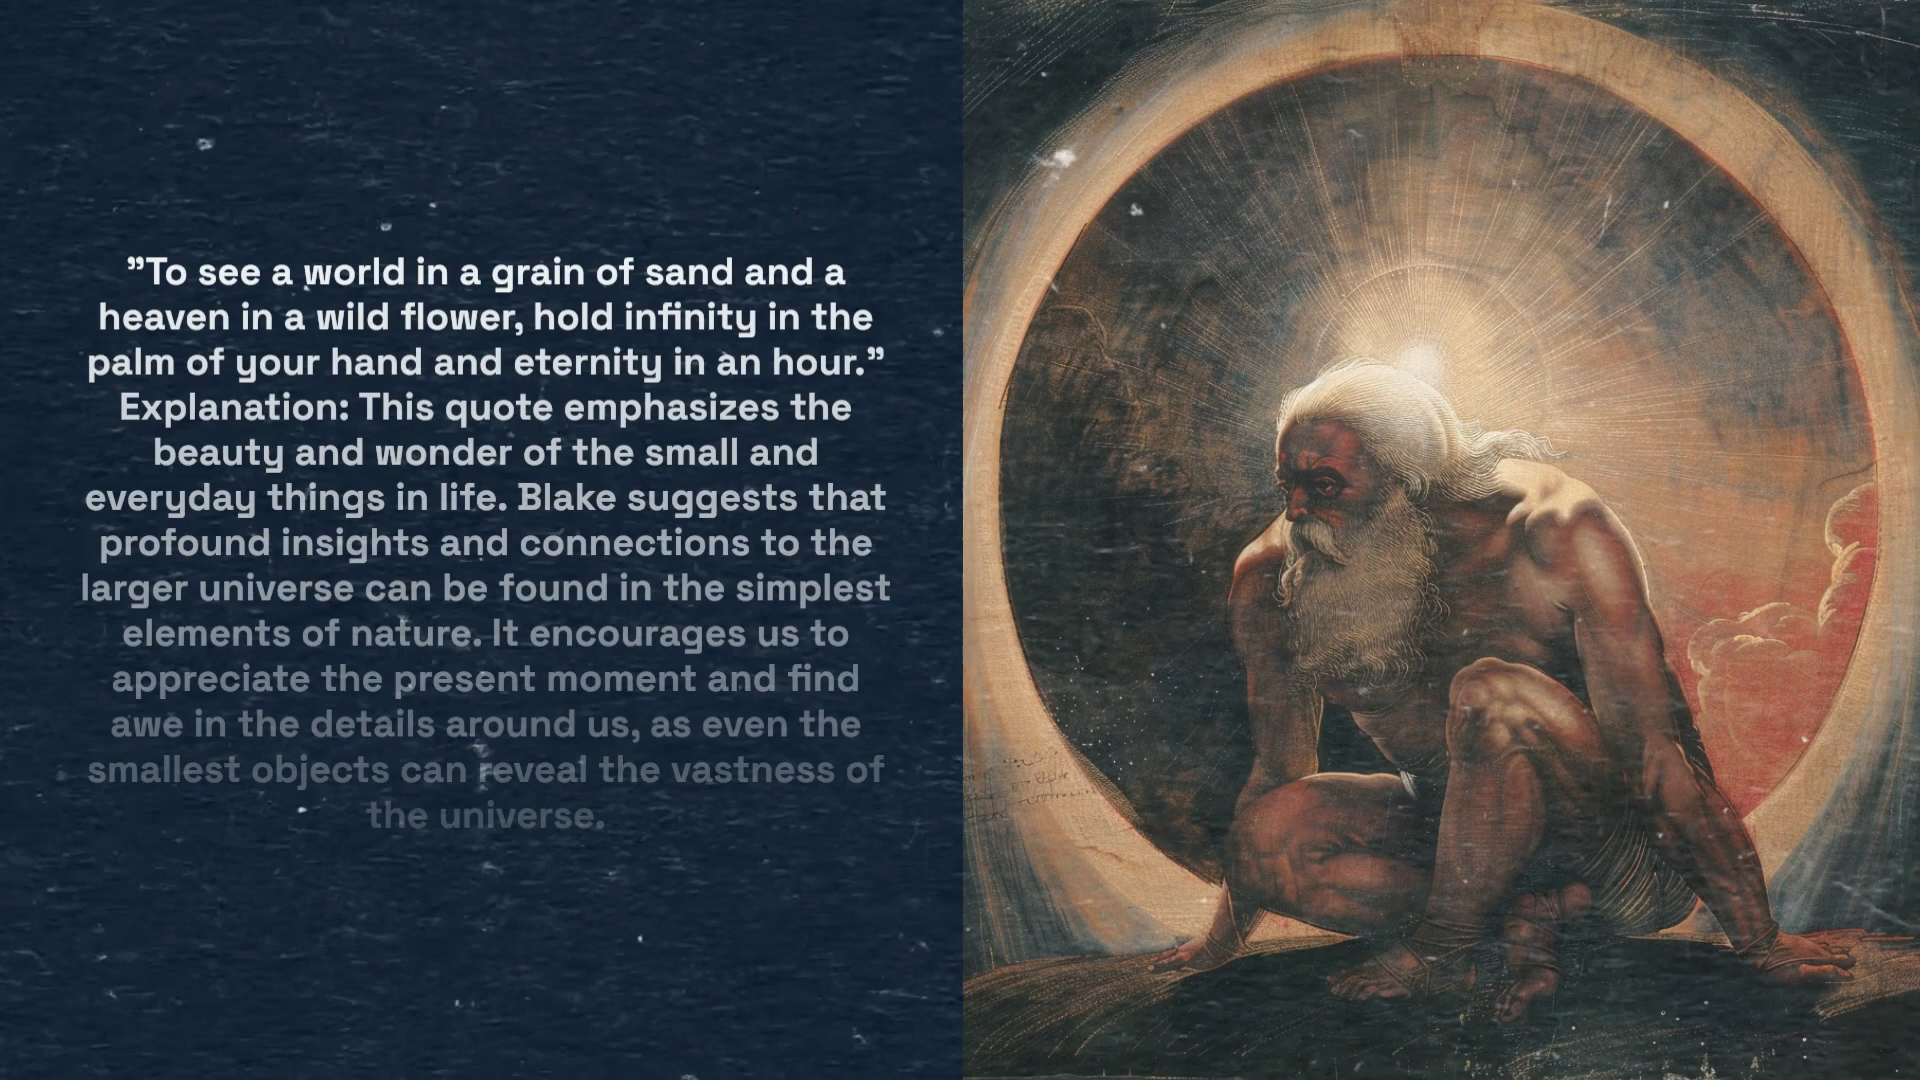 ”To see a world in a grain of sand and a
heaven in a wild flower, hold infinity in the
palm of your hand and eternity in an hour.”
Explanation: This quote emphasizes the
beauty and wonder of the small and
everyday things in life. Blake suggests that
profound insights and connections to the
larger universe can be found in the simplest
elements of nature. It encourages us to
appreciate the present moment and find
awe in the details around us, as even the
smallest objects can reveal the vastness of
the universe.